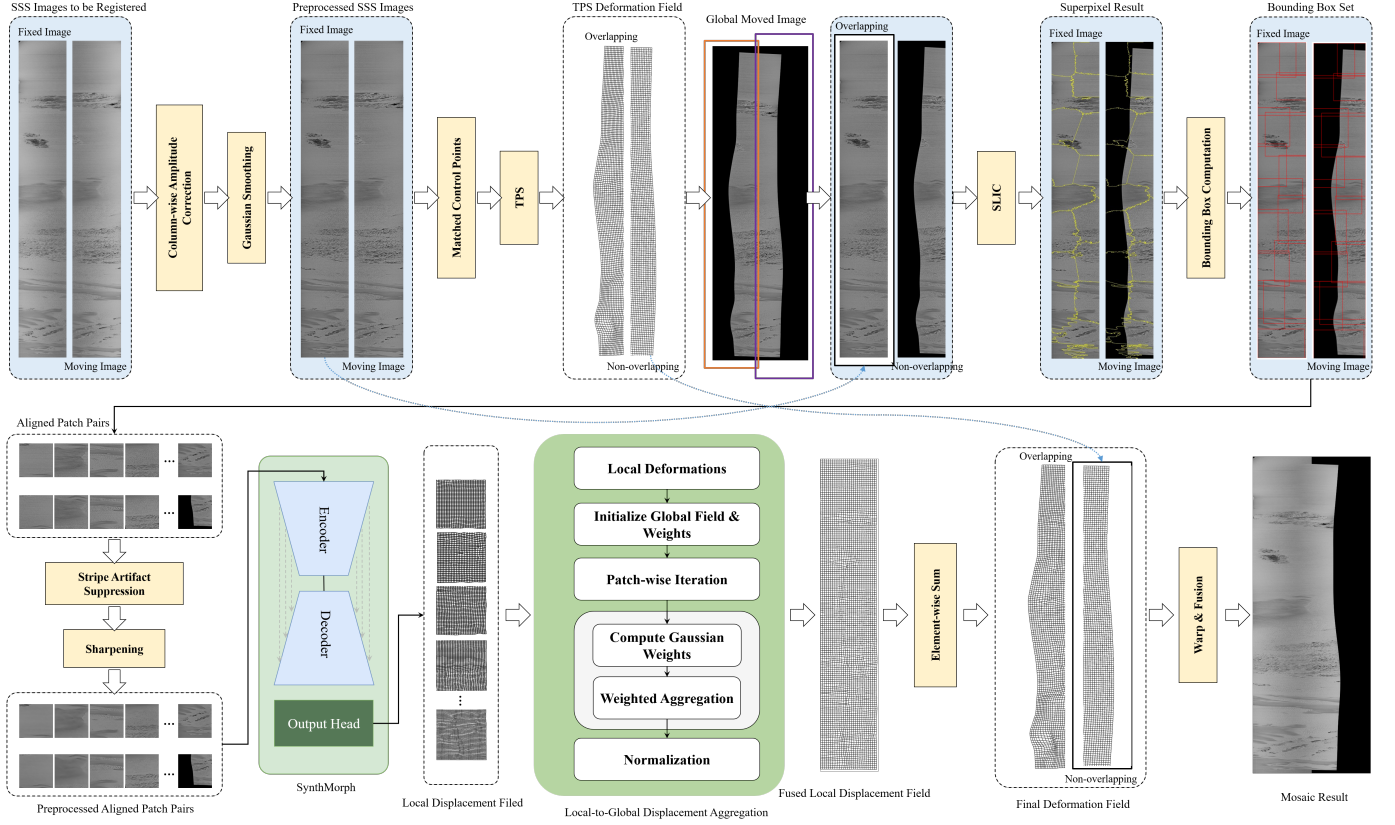 SSS Images to be Registered
Fixed Image
Moving Image
Column-wise Amplitude
Correction
Gaussian Smoothing
Preprocessed SSS Images
Fixed Image
Moving Image
Matched Control Points
TPS
TPS Deformation Field
Overlapping
Non-overlapping
Global Moved Image
Overlapping
Non-overlapping
SLIC
Superpixel Result
Fixed Image
Moving Image
Bounding Box Computation
Bounding Box Set
Fixed Image
Moving Image
Aligned Patch Pairs
...
...
Stripe Artifact
Suppression
Sharpening
...
...
Preprocessed Aligned Patch Pairs
Encoder
Decoder
Output Head
SynthMorph
...
Local Displacement Filed
Local Deformations
Initialize Global Field &
Weights
Patch-wise Iteration
Compute Gaussian
Weights
Weighted Aggregation
Normalization
Local-to-Global Displacement Aggregation
Fused Local Displacement Field
Element-wise Sum
Overlapping
Non-overlapping
Final Deformation Field
Warp & Fusion
Mosaic Result